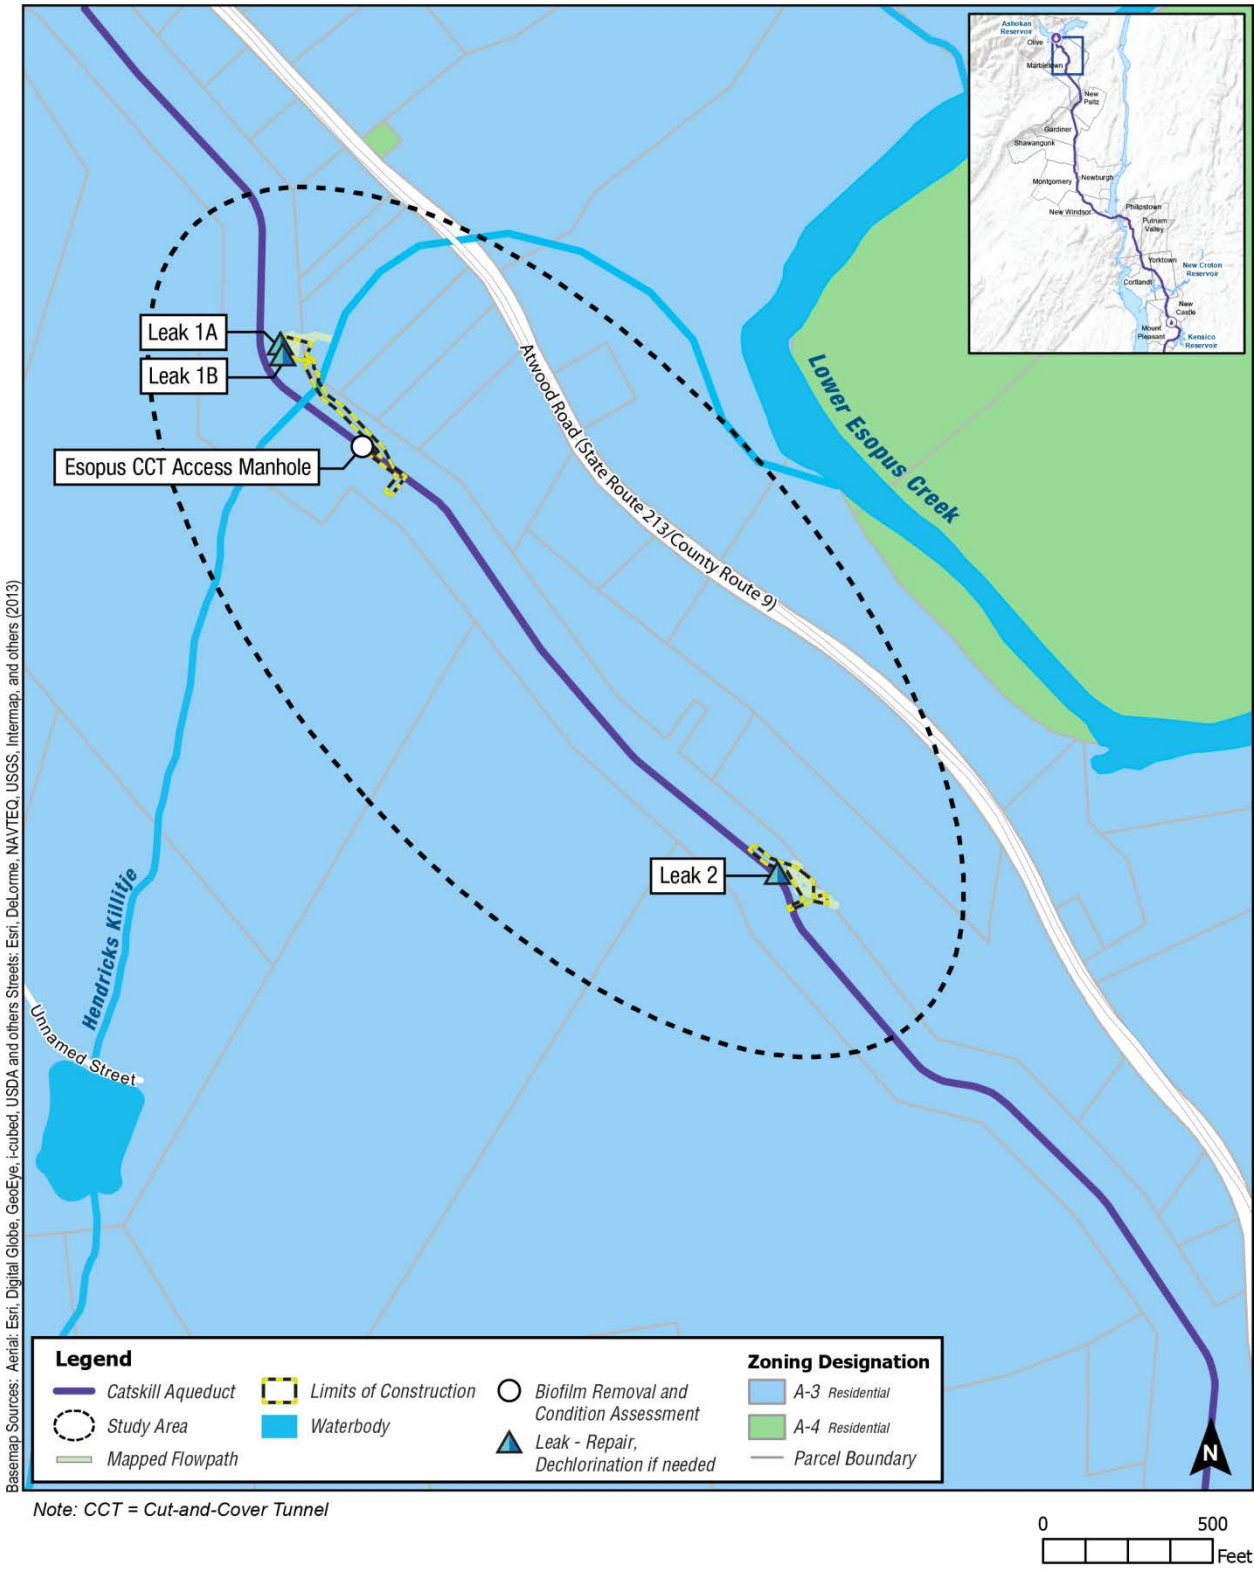 Ashokan
Reservoir
Olive
Marbletown
New
Paltz
Gardiner
Shawangunk
Montgomery
Newburgh
New Windsor
Philipstown
Putnam
Valley
Yorktown
New Croton
Reservoir
Cortlandt
New
Castle
Mount
Pleasant
Kensico
Reservoir
Leak 1A
Leak 1B
Esopus CCT Access Manhole
Atwood Road (State Route 213/County Route 9)
Lower Esopus Creek
Leak 2
Hendricks Killitje
Unnamed Street
Basemap Sources: Aerial: Esri, Digital Globe, GeoEye, i-cubed, USDA and others Streets: Esri, DeLorme, NAVTEQ, USGS, Intermap, and others (2013)
Legend
Catskill Aqueduct
Study Area
Mapped Flowpath
Limits of Construction
Waterbody
Biofilm Removal and
Condition Assessment
Leak - Repair,
Dechlorination if needed
Zoning Designation
A-3 Residential
A-4 Residential
Parcel Boundary
N
Note: CCT = Cut-and-Cover Tunnel
0 500
Feet